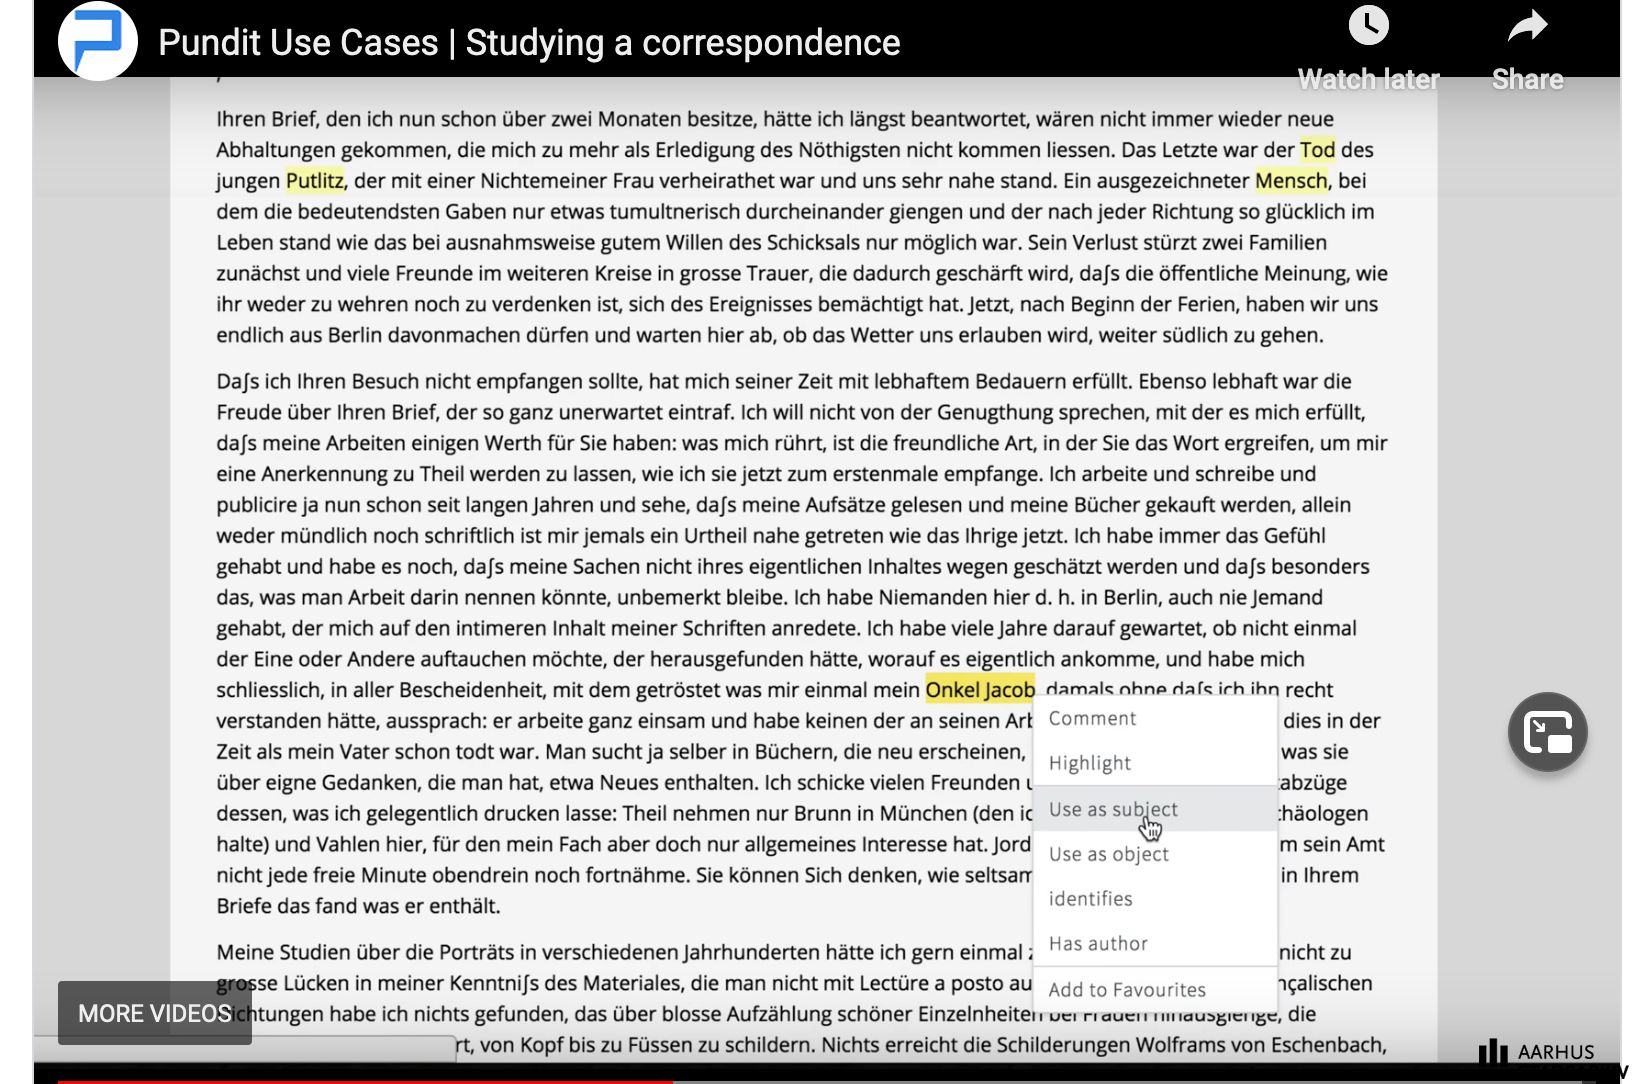 Pundit Use Cases | Studying a correspondence
Watch later
Share
Ihren Brief, den ich nun schon über zwei Monaten besitze, hätte ich längst beantwortet, wären nicht immer wieder neue
Abhaltungen gekommen, die mich zu mehr als Erledigung des Nöthigsten nicht kommen liessen. Das Letzte war der Tod des
jungen Putlitz, der mit einer Nichtemeiner Frau verheirathet war und uns sehr nahe stand. Ein ausgezeichneter Mensch, bei
dem die bedeutendsten Gaben nur etwas tumultnerisch durcheinander giengen und der nach jeder Richtung so glücklich im
Leben stand wie das bei ausnahmsweise gutem Willen des Schicksals nur möglich war. Sein Verlust stürzt zwei Familien
zunächst und viele Freunde im weiteren Kreise in grosse Trauer, die dadurch geschärft wird, daſs die öffentliche Meinung, wie
ihr weder zu wehren noch zu verdenken ist, sich des Ereignisses bemächtigt hat. Jetzt, nach Beginn der Ferien, haben wir uns
endlich aus Berlin davonmachen dürfen und warten hier ab, ob das Wetter uns erlauben wird, weiter südlich zu gehen.
Daſs ich Ihren Besuch nicht empfangen sollte, hat mich seiner Zeit mit lebhaftem Bedauern erfüllt. Ebenso lebhaft war die
Freude über Ihren Brief, der so ganz unerwartet eintraf. Ich will nicht von der Genugthung sprechen, mit der es mich erfüllt,
daſs meine Arbeiten einigen Werth für Sie haben: was mich rührt, ist die freundliche Art, in der Sie das Wort ergreifen, um mir
eine Anerkennung zu Theil werden zu lassen, wie ich sie jetzt zum erstenmale empfange. Ich arbeite und schreibe und
publicire ja nun schon seit langen Jahren und sehe, daſs meine Aufsätze gelesen und meine Bücher gekauft werden, allein
weder mündlich noch schriftlich ist mir jemals ein Urtheil nahe getreten wie das Ihrige jetzt. Ich habe immer das Gefühl
gehabt und habe es noch, daſs meine Sachen nicht ihres eigentlichen Inhaltes wegen geschätzt werden und daſs besonders
das, was man Arbeit darin nennen könnte, unbemerkt bleibe. Ich habe Niemanden hier d. h. in Berlin, auch nie Jemand
gehabt, der mich auf den intimeren Inhalt meiner Schriften anredete. Ich habe viele Jahre darauf gewartet, ob nicht einmal
der Eine oder Andere auftauchen möchte, der herausgefunden hätte, worauf es eigentlich ankomme, und habe mich
schliesslich, in aller Bescheidenheit, mit dem getröstet was mir einmal mein Onkel Jacob, damals ohne daſs ich ihn recht
verstanden hätte, aussprach: er arbeite ganz einsam und habe keinen der an seinen Arb dies in der
Zeit als mein Vater schon todt war. Man sucht ja selber in Büchern, die neu erscheinen, was sie
über eigne Gedanken, die man hat, etwa Neues enthalten. Ich schicke vielen Freunden abzüge
dessen, was ich gelegentlich drucken lasse: Theil nehmen nur Brunn in München (den ic chäologen
halte) und Vahlen hier, für den mein Fach aber doch nur allgemeines Interesse hat. Jord m sein Amt
nicht jede freie Minute obendrein noch fortnähme. Sie können Sich denken, wie seltsam in Ihrem
Briefe das fand was er enthält.
Meine Studien über die Porträts in verschiedenen Jahrhunderten hätte ich gern einmal nicht zu
grosse Lücken in meiner Kenntniſs des Materiales, die man nicht mit Lectüre a posto au nçalischen
ichtungen habe ich nichts gefunden, das über blosse Aufzählung schöner Einzelnheiten bei Frauen hinausgienge, die
rt, von Kopf bis zu Füssen zu schildern. Nichts erreicht die Schilderungen Wolframs von Eschenbach,
Comment
Highlight
Use as subject
Use as object
identifies
Has author
Add to Favourites
MORE VIDEOS
AARHUS